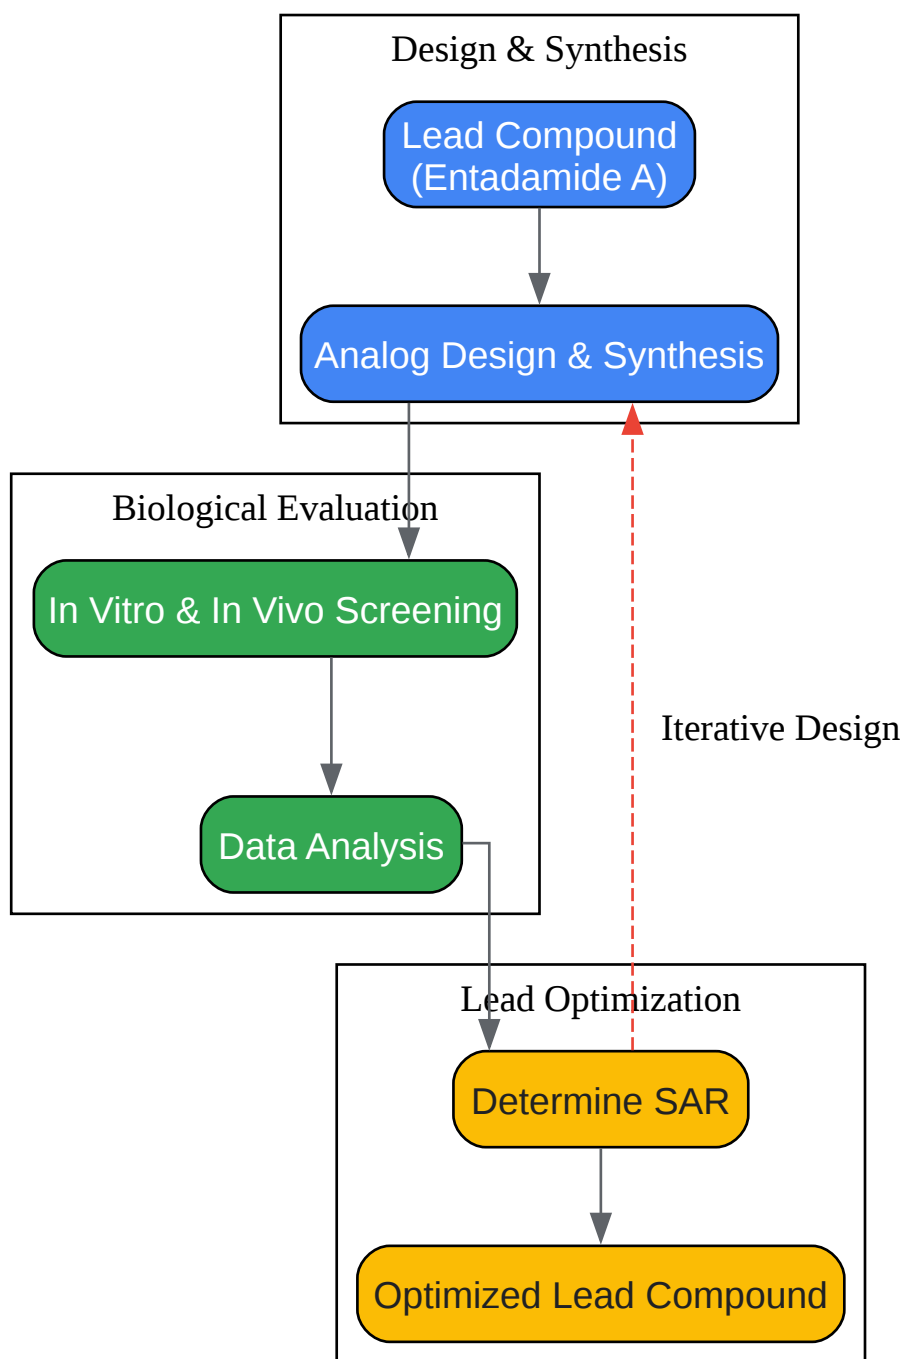 Design & Synthesis
Lead Compound
(Entadamide A)
Analog Design & Synthesis
Biological Evaluation
In Vitro & In Vivo Screening
Iterative Design
Data Analysis
Lead Optimization
Determine SAR
Optimized Lead Compound